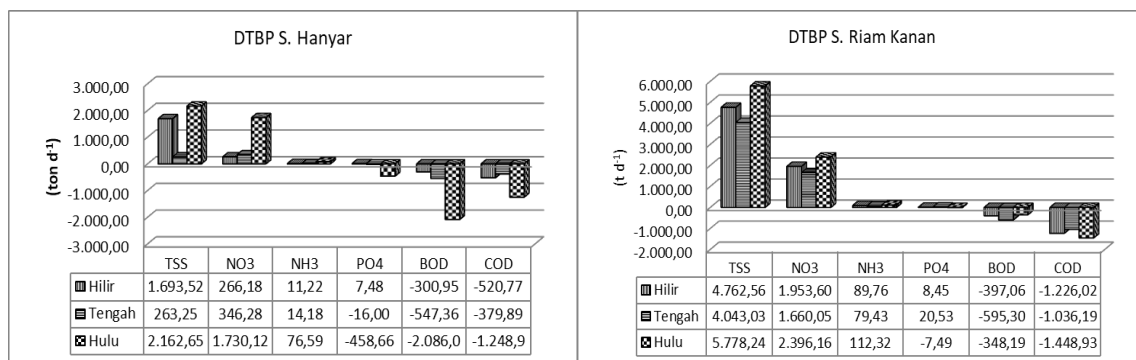 DTBP S. Hanyar
(ton d-1)
3.000,00
2.000,00
1.000,00
0,00
-1.000,00
-2.000,00
-3.000,00
TSS NO3 NH3 PO4 BOD COD
Hilir 1.693,52 266,18 11,22 7,48 -300,95 -520,77
Tengah 263,25 346,28 14,18 -16,00 -547,36 -379,89
Hulu 2.162,65 1.730,12 76,59 -458,66 -2.086,0 -1.248,9
DTBP S. Riam Kanan
(t d-1)
6.000,00
5.000,00
4.000,00
3.000,00
2.000,00
1.000,00
0,00
-1.000,00
-2.000,00
TSS NO3 NH3 PO4 BOD COD
Hilir 4.762,56 1.953,60 89,76 8,45 -397,06 -1.226,02
Tengah 4.043,03 1.660,05 79,43 20,53 -595,30 -1.036,19
Hulu 5.778,24 2.396,16 112,32 -7,49 -348,19 -1.448,93